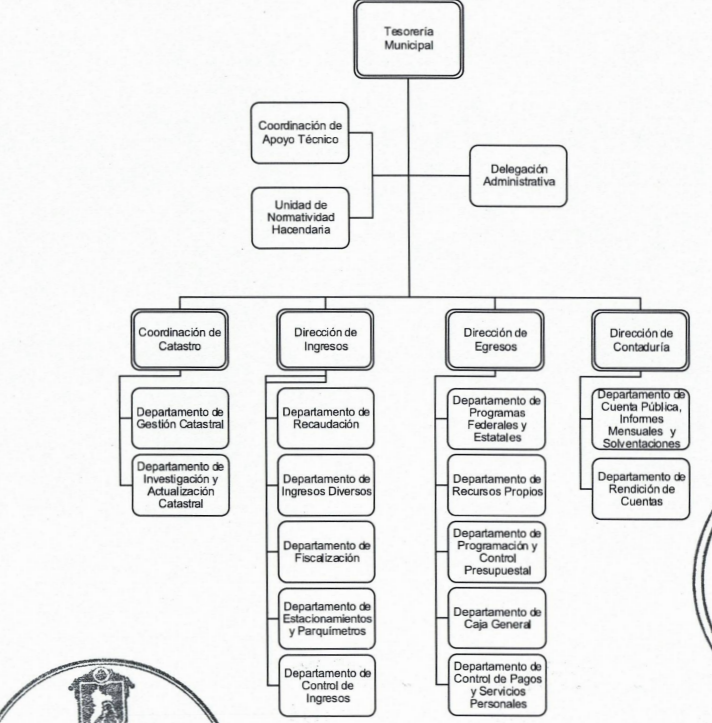 Tesorería
Municipal
Coordinación de
Apoyo Técnico
Delegación
Administrativa
Unidad de
Normatividad
Hacendaria
Coordinación de
Catastro
Dirección de
Ingresos
Dirección de
Egresos
Dirección de
Contaduría
Departamento de
Gestión Catastral
Departamento de
Investigación y
Actualización
Catastral
Departamento de
Recaudación
Departamento de
Ingresos Diversos
Departamento de
Fiscalización
Departamento de
Estacionamientos
y Parquímetros
Departamento de
Control de
Ingresos
Departamento de
Programas
Federales y
Estatales
Departamento de
Recursos Propios
Departamento de
Programación y
Control
Presupuestal
Departamento de
Caja General
Departamento de
Control de Pagos
y Servicios
Personales
Departamento de
Cuenta Pública,
Informes
Mensuales y
Solventaciones
Departamento de
Rendición de
Cuentas